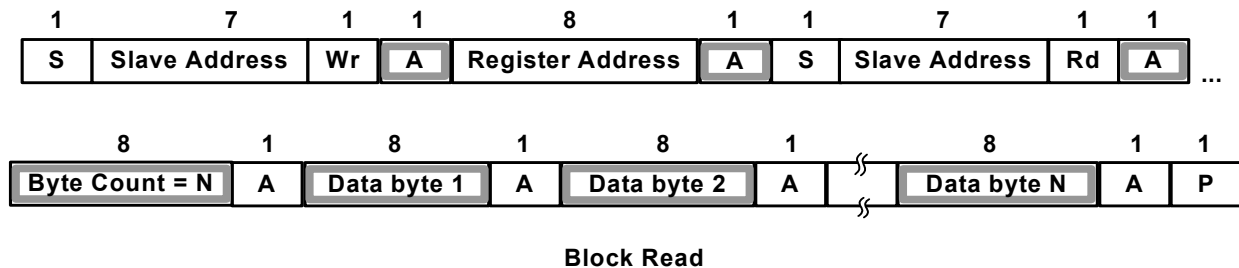 1 7 1 1 8 1 1 7 1 1
S Slave Address Wr A Register Address A S Slave Address Rd A ...
8 1 8 1 8 1 8 1 1
Byte Count = N A Data byte 1 A Data byte 2 A Data byte N A P
Block Read